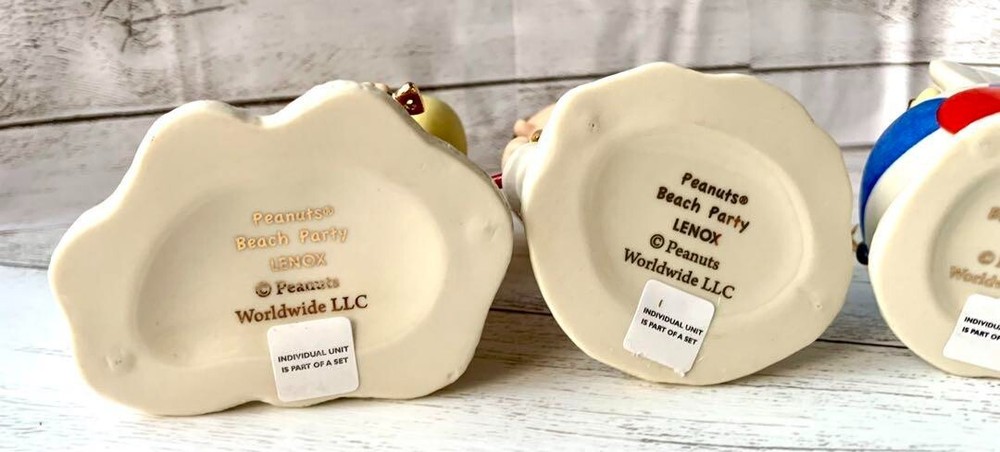 Peanuts®
Beach Party
LENOX
© Peanuts
Worldwide LLC
INDIVIDUAL UNIT
IS PART OF A SET
Peanuts®
Beach Party
LENOX
© Peanuts
Worldwide LLC
INDIVIDUAL UNIT
IS PART OF A SET
©